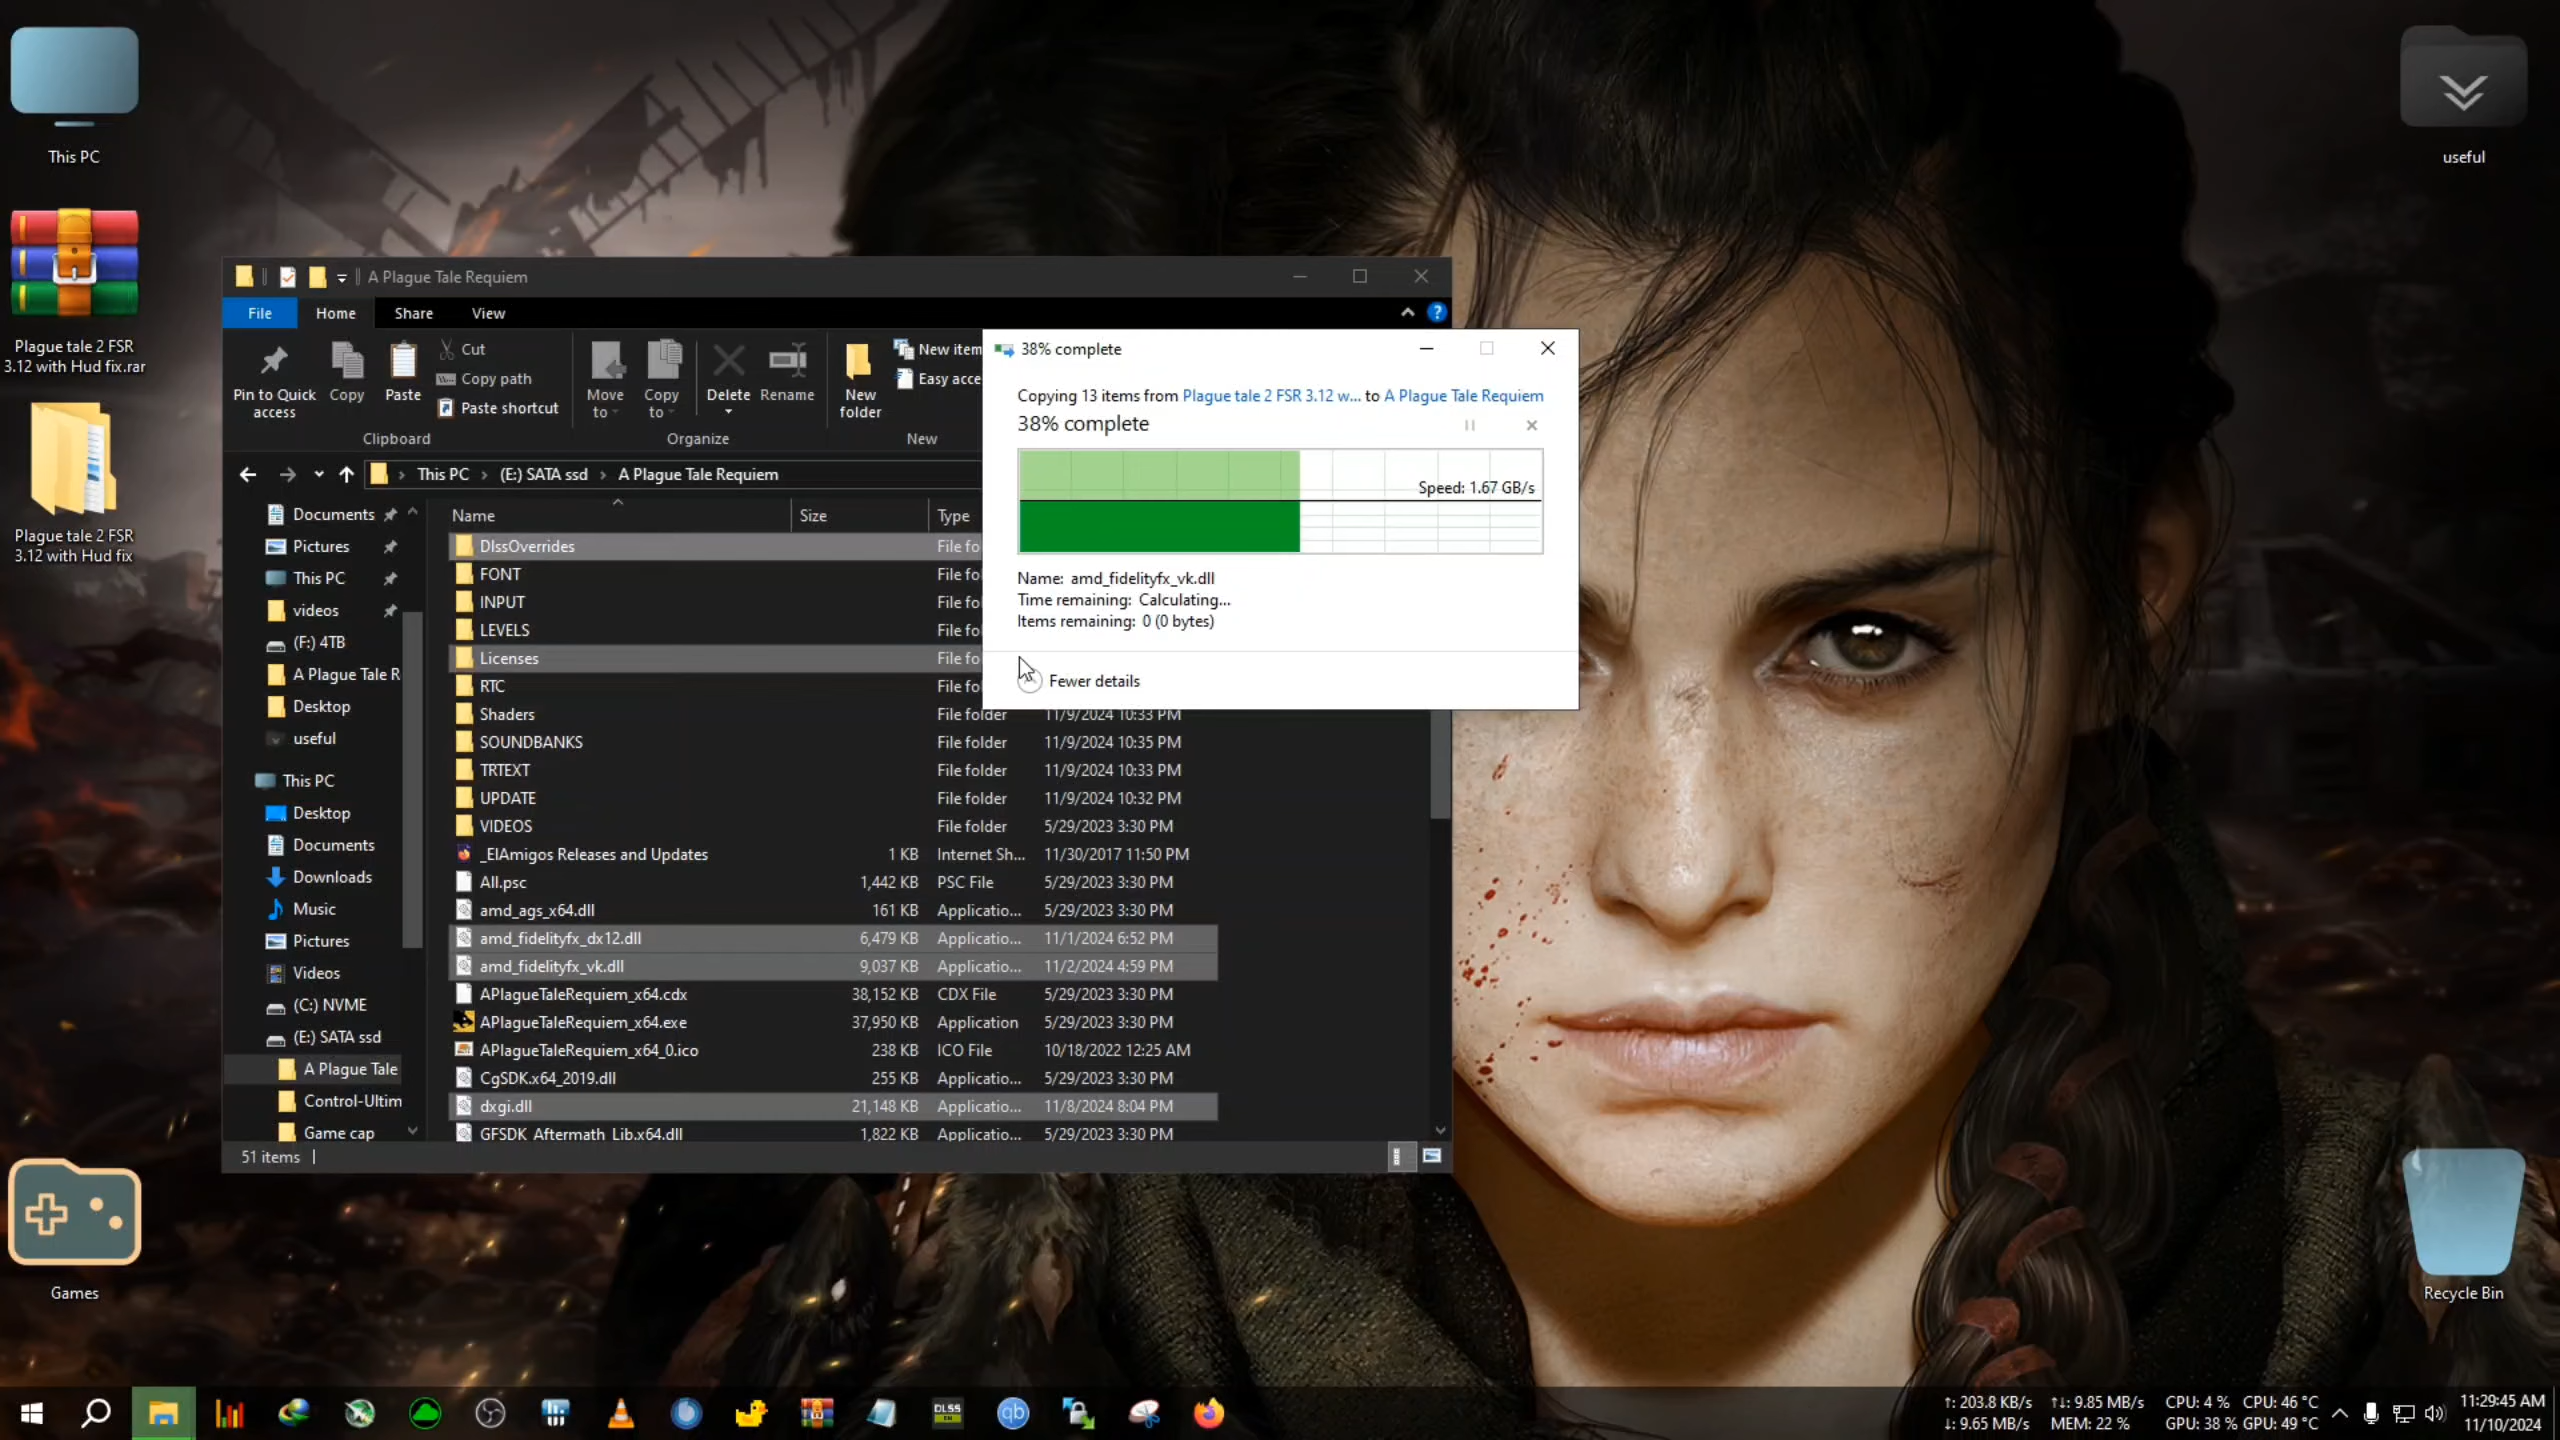 This PC
Plague tale 2 FSR
3.12 with Hud fix.rar
Plague tale 2 FSR
3.12 with Hud fix
Games
useful
Recycle Bin
A Plague Tale Requiem
File
Home
Share
View
Pin to Quick
access
Copy
Paste
Cut
Copy path
Paste shortcut
Clipboard
Move
to
Copy
to
Delete
Rename
Organize
New
folder
New item
Easy acce
New
This PC
(E:) SATA ssd
A Plague Tale Requiem
Documents
Pictures
This PC
videos
(F:) 4TB
A Plague Tale R
Desktop
useful
This PC
Desktop
Documents
Downloads
Music
Pictures
Videos
(C:) NVME
(E:) SATA ssd
A Plague Tale
Control-Ultim
Game cap
Name Size Type
DlssOverrides File fo
FONT File fo
INPUT File fo
LEVELS File fo
Licenses File fo
RTC File fo
Shaders File folder 11/9/2024 10:33 PM
SOUNDBANKS File folder 11/9/2024 10:35 PM
TRTEXT File folder 11/9/2024 10:33 PM
UPDATE File folder 11/9/2024 10:32 PM
VIDEOS File folder 5/29/2023 3:30 PM
_ElAmigos Releases and Updates 1 KB Internet Sh... 11/30/2017 11:50 PM
All.psc 1,442 KB PSC File 5/29/2023 3:30 PM
amd_ags_x64.dll 161 KB Applicatio... 5/29/2023 3:30 PM
amd_fidelityfx_dx12.dll 6,479 KB Applicatio... 11/1/2024 6:52 PM
amd_fidelityfx_vk.dll 9,037 KB Applicatio... 11/2/2024 4:59 PM
APlagueTaleRequiem_x64.cdx 38,152 KB CDX File 5/29/2023 3:30 PM
APlagueTaleRequiem_x64.exe 37,950 KB Application 5/29/2023 3:30 PM
APlagueTaleRequiem_x64_0.ico 238 KB ICO File 10/18/2022 12:25 AM
CgSDK.x64_2019.dll 255 KB Applicatio... 5/29/2023 3:30 PM
dxgi.dll 21,148 KB Applicatio... 11/8/2024 8:04 PM
GFSDK_Aftermath_Lib.x64.dll 1,822 KB Applicatio... 5/29/2023 3:30 PM
51 items
38% complete
Copying 13 items from Plague tale 2 FSR 3.12 w... to A Plague Tale Requiem
38% complete
Speed: 1.67 GB/s
Name: amd_fidelityfx_vk.dll
Time remaining: Calculating...
Items remaining: 0 (0 bytes)
Fewer details
DLSS
qb
↑: 203.8 KB/s ↑↓: 9.85 MB/s CPU: 4 % CPU: 46 °C
↓: 9.65 MB/s MEM: 22 % GPU: 38 % GPU: 49 °C
11:29:45 AM
11/10/2024